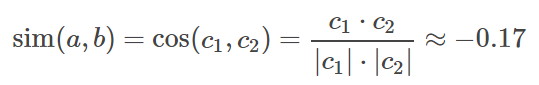 sim(a, b) = cos(c₁, c₂) = c₁ · c₂ / |c₁| · |c₂| ≈ −0.17